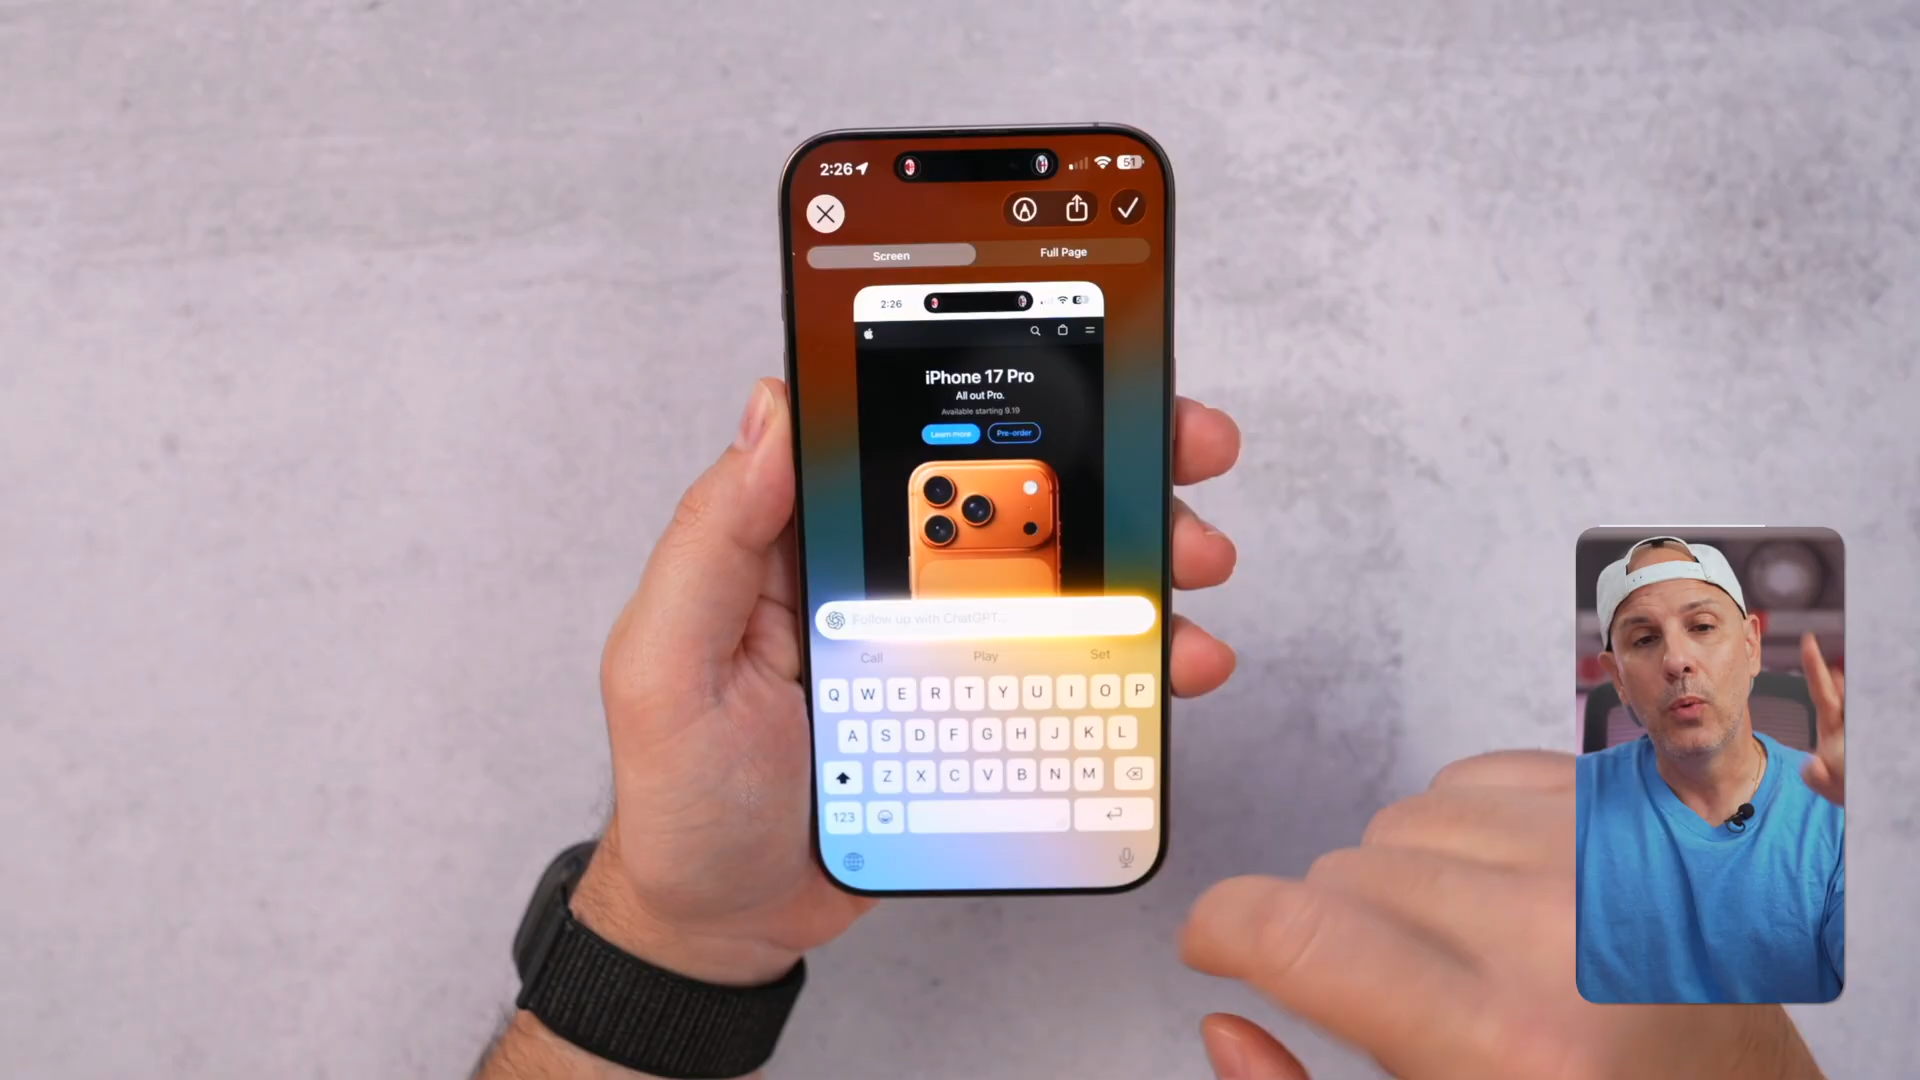 2:26
51
Screen
Full Page
2:26
iPhone 17 Pro
All out Pro.
Available starting 9.19
Learn more
Pre-order
Follow up with ChatGPT...
Call
Play
Set
Q W E R T Y U I O P
A S D F G H J K L
Z X C V B N M
123